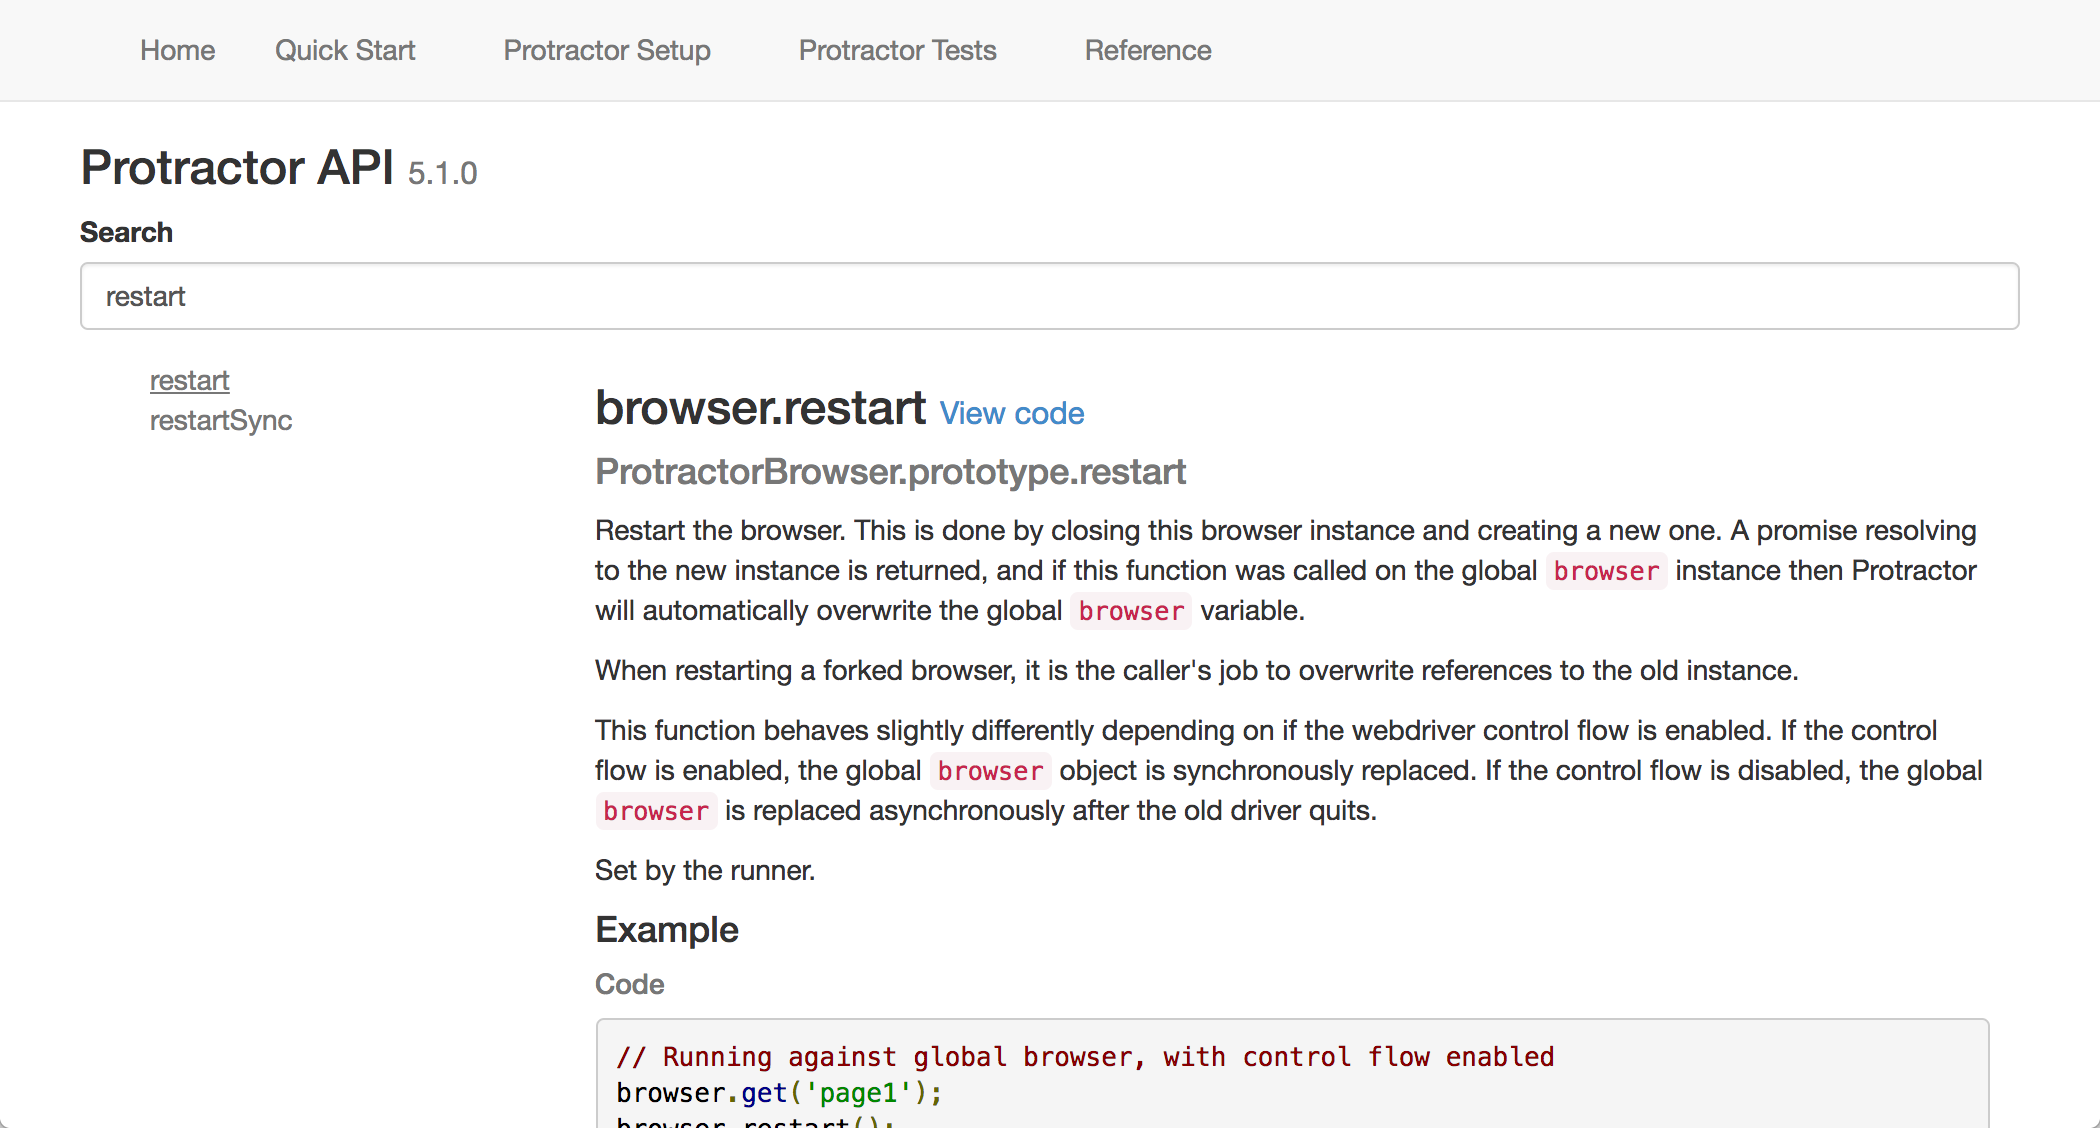 Home Quick Start Protractor Setup Protractor Tests Reference
Protractor API 5.1.0
Search
restart
restart
restartSync
browser.restart View code
ProtractorBrowser.prototype.restart
Restart the browser. This is done by closing this browser instance and creating a new one. A promise resolving
to the new instance is returned, and if this function was called on the global browser instance then Protractor
will automatically overwrite the global browser variable.
When restarting a forked browser, it is the caller's job to overwrite references to the old instance.
This function behaves slightly differently depending on if the webdriver control flow is enabled. If the control
flow is enabled, the global browser object is synchronously replaced. If the control flow is disabled, the global
browser is replaced asynchronously after the old driver quits.
Set by the runner.
Example
Code
// Running against global browser, with control flow enabled
browser.get('page1');
browser.restart();